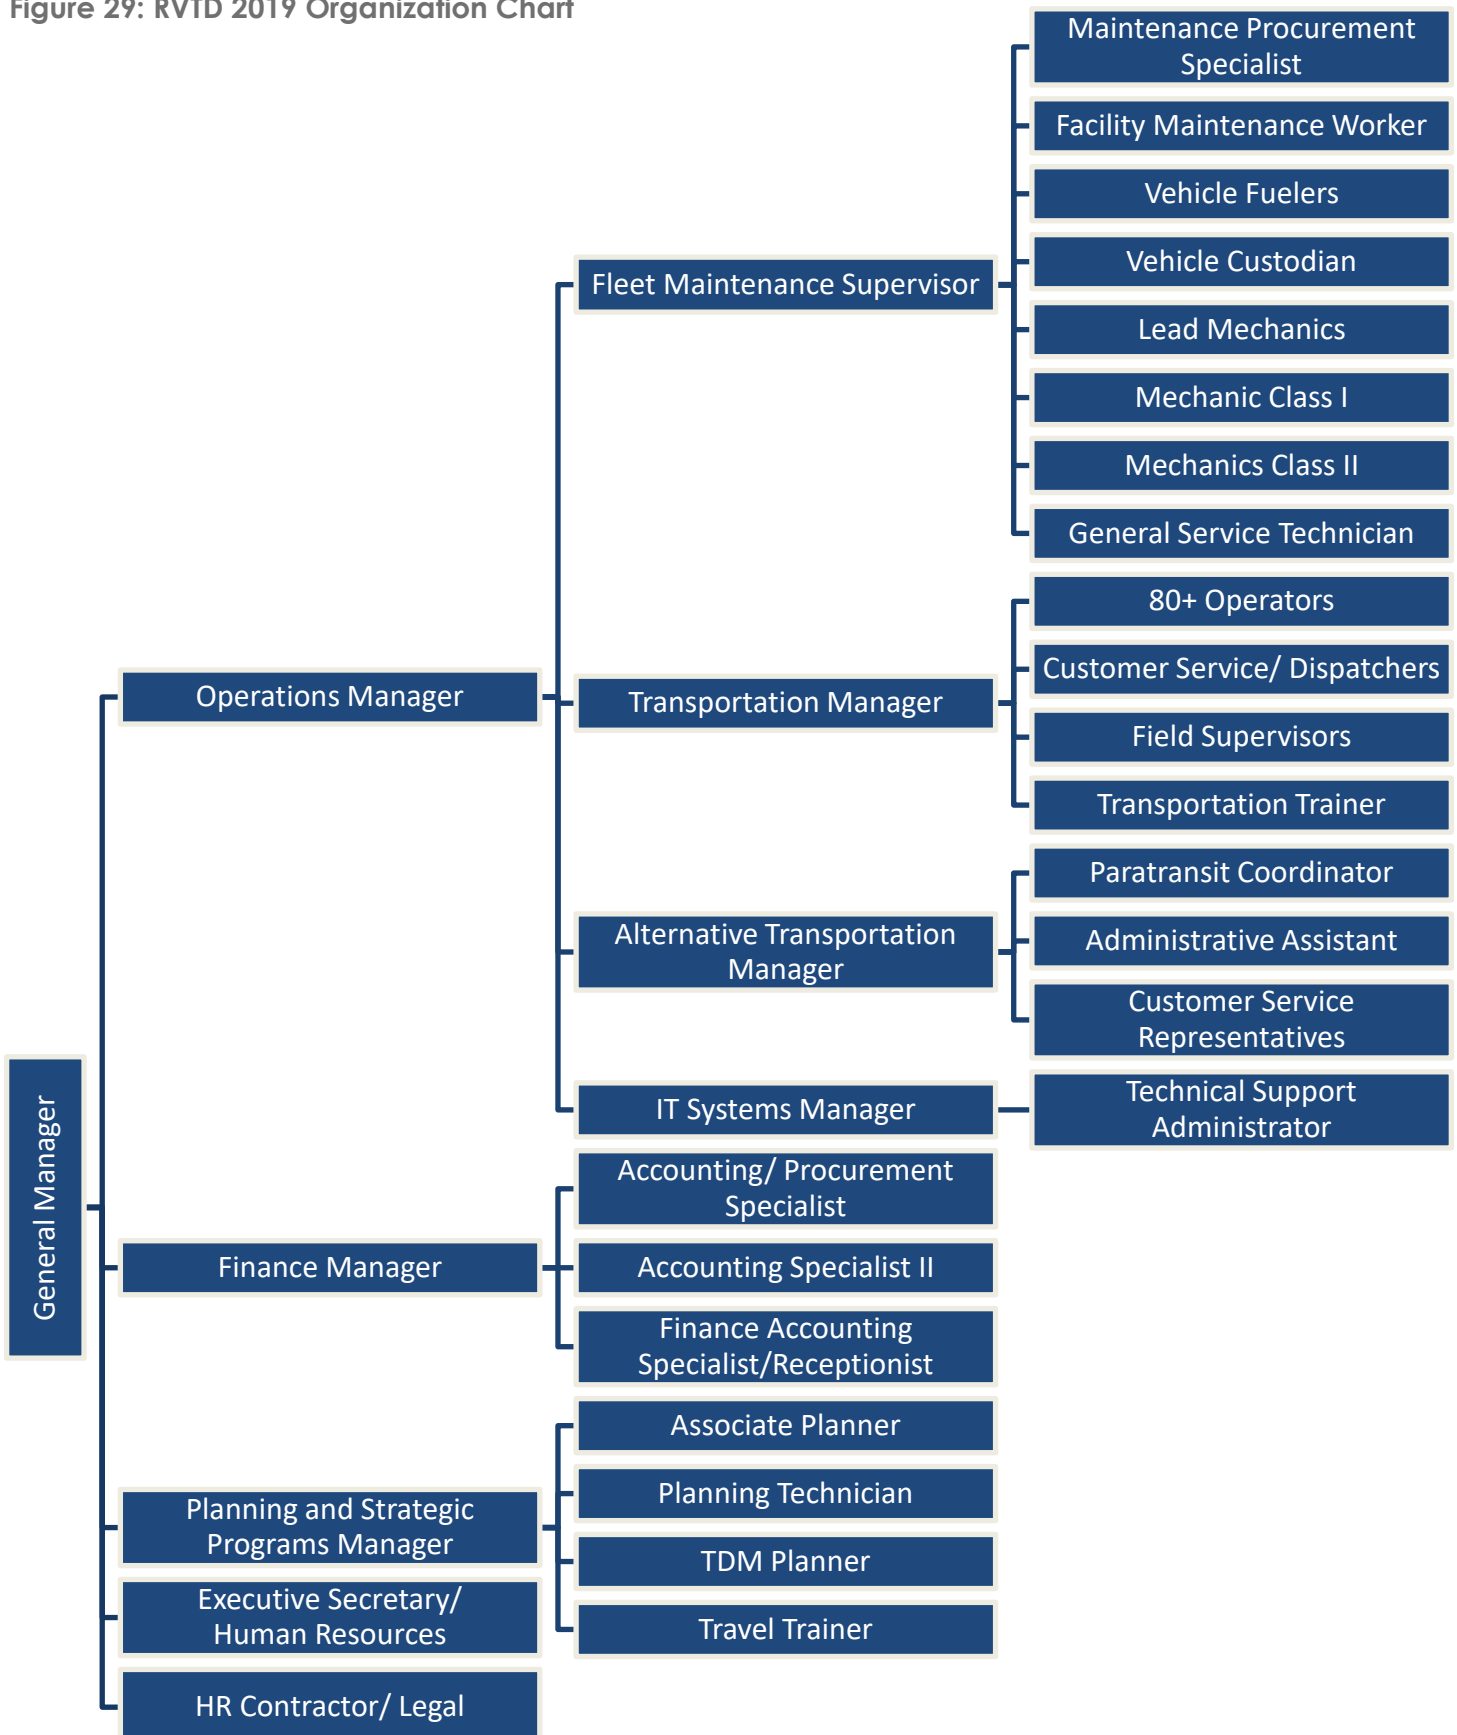 Figure 29: RVTD 2019 Organization Chart
General Manager
Operations Manager
Fleet Maintenance Supervisor
Maintenance Procurement
Specialist
Facility Maintenance Worker
Vehicle Fuelers
Vehicle Custodian
Lead Mechanics
Mechanic Class I
Mechanics Class II
General Service Technician
Transportation Manager
80+ Operators
Customer Service/ Dispatchers
Field Supervisors
Transportation Trainer
Alternative Transportation
Manager
Paratransit Coordinator
Administrative Assistant
Customer Service
Representatives
IT Systems Manager
Technical Support
Administrator
Finance Manager
Accounting/ Procurement
Specialist
Accounting Specialist II
Finance Accounting
Specialist/Receptionist
Planning and Strategic
Programs Manager
Associate Planner
Planning Technician
TDM Planner
Travel Trainer
Executive Secretary/
Human Resources
HR Contractor/ Legal